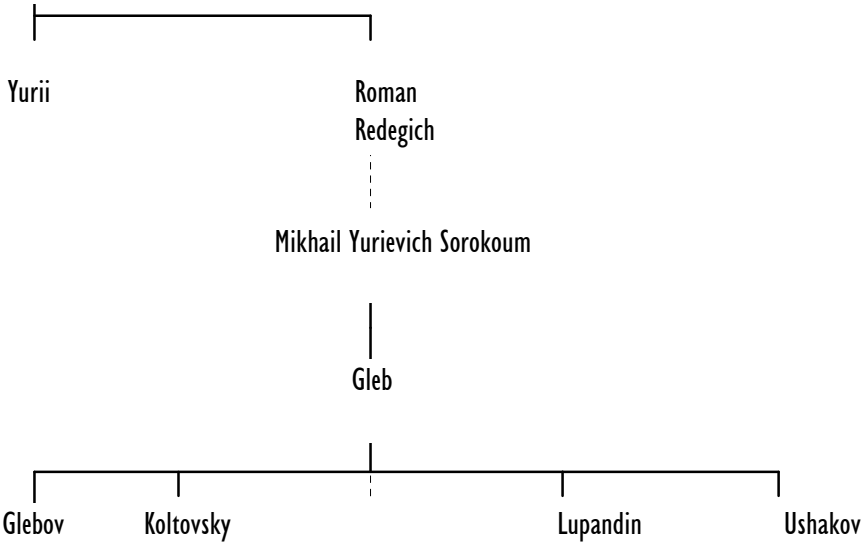 Yurii
Roman
Redegich
Mikhail Yurievich Sorokoum
Gleb
Glebov
Koltovsky
Lupandin
Ushakov